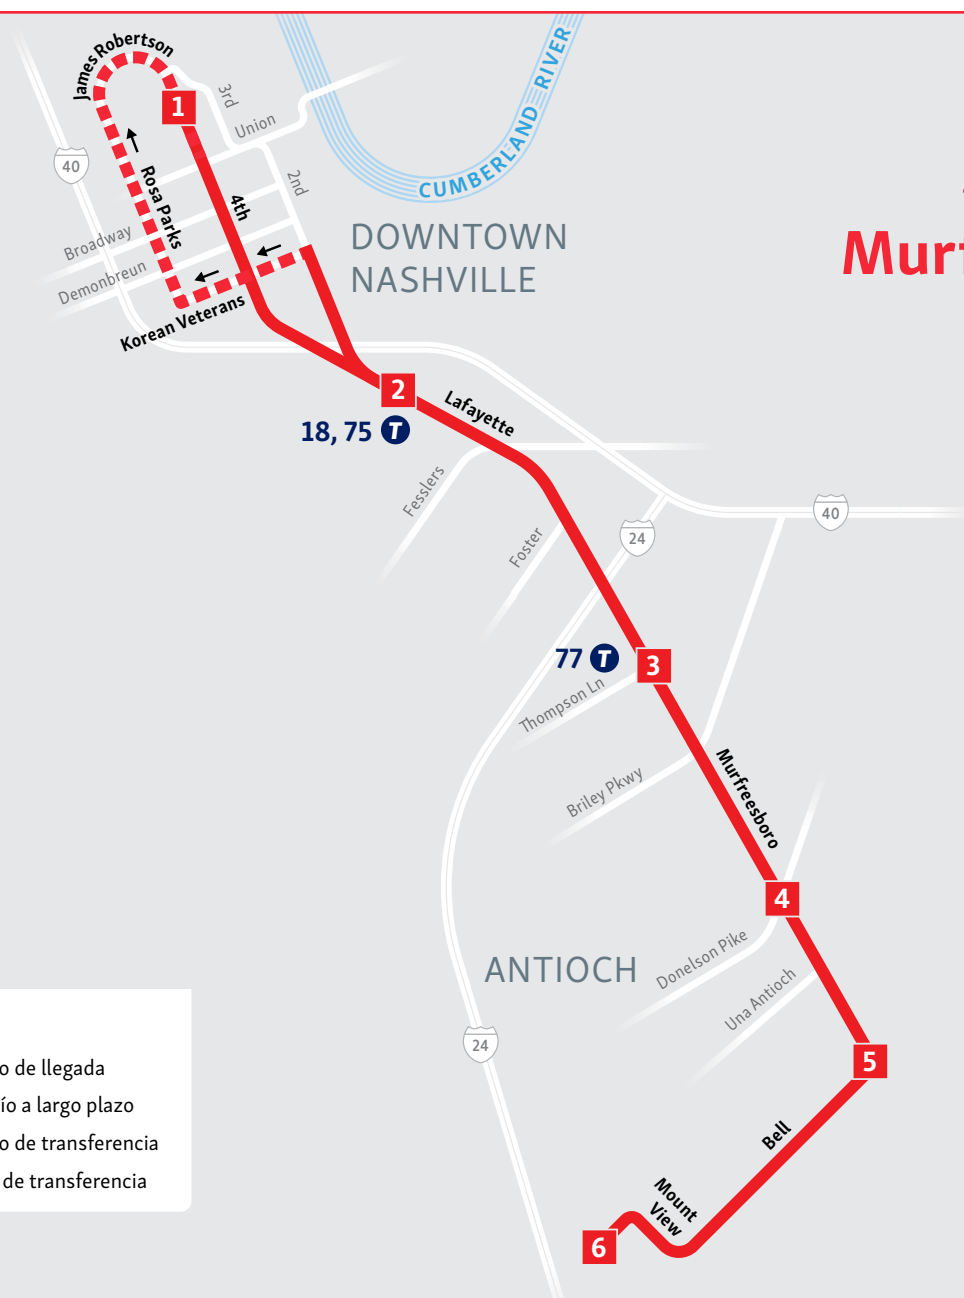 James Robertson
1
3rd
Union
CUMBERLAND RIVER
40
Rosa Parks
4th
2nd
Broadway
Demonbreun
Korean Veterans
DOWNTOWN
NASHVILLE
2
18, 75 T
Lafayette
Fesslers
Foster
24
40
77 T
3
Thompson Ln
Briley Pkwy
Murfreesboro
4
ANTIOCH
Donelson Pike
Una Antioch
24
5
Bell
Mount
View
6
de llegada
a largo plazo
de transferencia
de transferencia